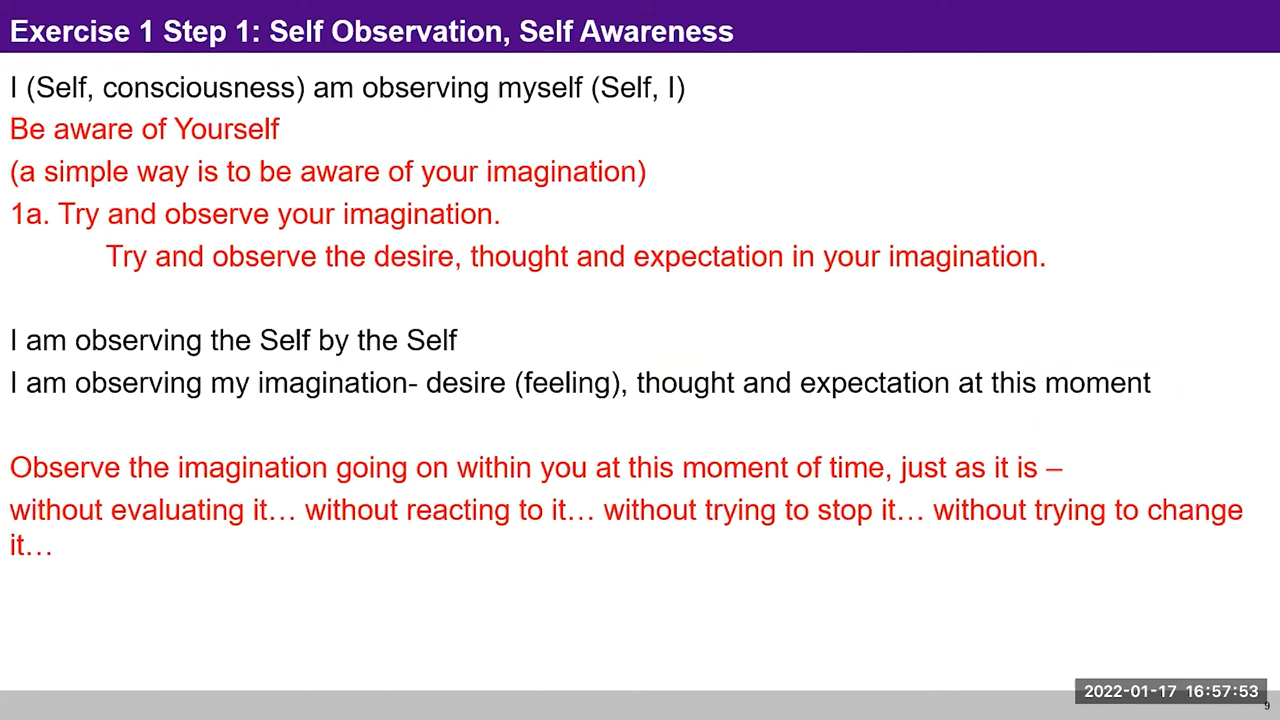 Exercise 1 Step 1: Self Observation, Self Awareness
I (Self, consciousness) am observing myself (Self, I)
Be aware of Yourself
(a simple way is to be aware of your imagination)
1a. Try and observe your imagination.
Try and observe the desire, thought and expectation in your imagination.
I am observing the Self by the Self
I am observing my imagination- desire (feeling), thought and expectation at this moment
Observe the imagination going on within you at this moment of time, just as it is –
without evaluating it… without reacting to it… without trying to stop it… without trying to change
it…
2022-01-17 16:57:53
9